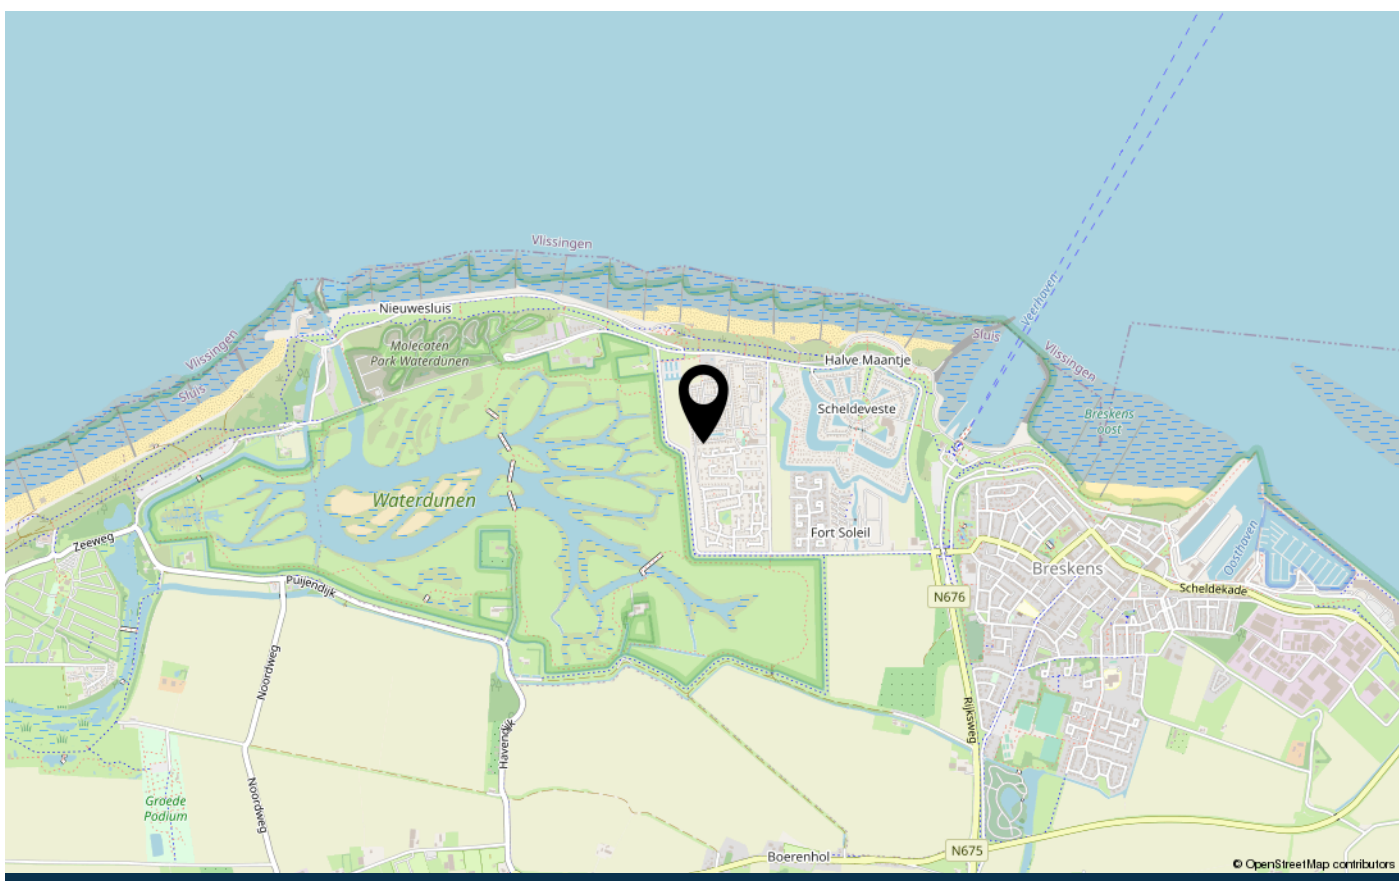 Vlissingen
Veerhoven
Nieuwesluis
Vlissingen
Sluis
Molecaten
Park Waterdunen
Halve Maantje
Sluis
Vlissingen
Scheldeveste
Breskens
oost
Waterdunen
Zeeweg
Fort Soleil
Oosthaven
Breskens
Puijendijk
Scheldekade
N676
Noordweg
Rijksweg
Havendijk
Noordweg
Groede
Podium
Boerenhol
N675
© OpenStreetMap contributors